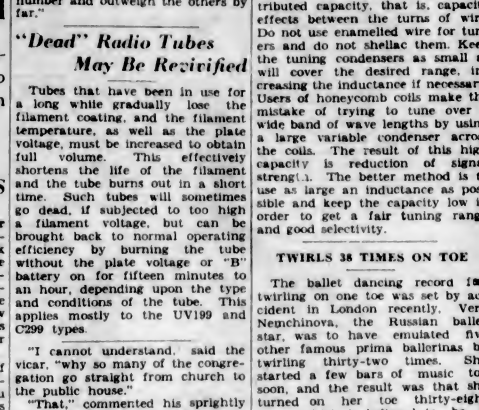 number and outweigh the others by
far."
"Dead" Radio Tubes
May Be Revivified
Tubes that have been in use for
a long while gradually lose the
filament coating, and the filament
temperature, as well as the plate
voltage, must be increased to obtain
full volume. This effectively
shortens the life of the filament
and the tube burns out in a short
time. Such tubes will sometimes
go dead, if subjected to too high
a filament voltage, but can be
brought back to normal operating
efficiency by burning the tube
without the plate voltage or "B"
battery on for fifteen minutes to
an hour, depending upon the type
and conditions of the tube. This
applies mostly to the UV199 and
C299 types.
"I cannot understand, said the
vicar, "why so many of the congre-
gation go straight from church to
the public house."
"That," commented his sprightly
tributed capacity, that is, capaci
effects between the turns of wir
Do not use enamelled wire for tun
ers and do not shellac them. Kee
the tuning condensers as small
will cover the desired range, in
creasing the inductance if necessar
Users of honeycomb coils make th
mistake of trying to tune over
wide band of wave lengths by usin
a large variable condenser acro
the coils. The result of this hig
capacity is reduction of sign
The better method is t
use as large an inductance as pos
sible and keep the capacity low i
order to get a fair tuning rang
and good selectivity.
TWIRLS 38 TIMES ON TOE
The ballet dancing record for
twirling on one toe was set by ac
cident in London recently. Ver
Nemchinova, the Russian balle
star, was to have emulated fiv
other famous prima ballerinas b
twirling thirty-two times. Sh
started a few bars of music to
soon, and the result was that sh
turned on her toe thirty-eigh